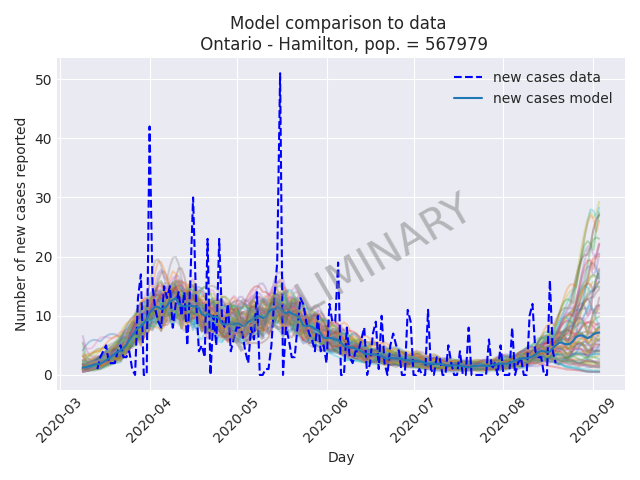 Model comparison to data
Ontario - Hamilton, pop. = 567979
new cases data
new cases model
LIMINARY
Number of new cases reported
50
40
30
20
10
0
2020-03
2020-04
2020-05
2020-06
2020-07
2020-08
2020-09
Day